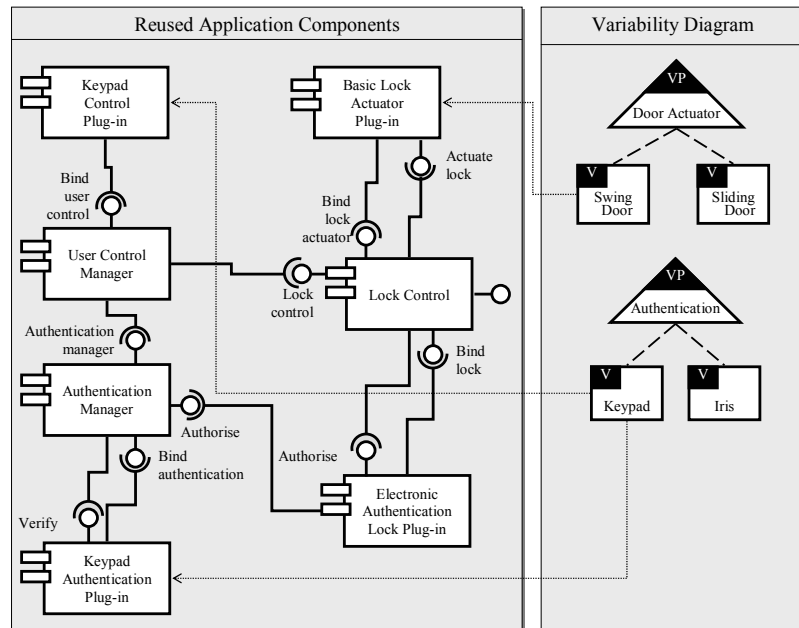 Reused Application Components
Variability Diagram
Keypad
Control
Plug-in
Basic Lock
Actuator
Plug-in
VP
Door Actuator
Actuate
lock
Bind
user
control
Bind
lock
actuator
V
Swing
Door
V
Sliding
Door
User Control
Manager
Lock
control
Lock Control
VP
Authentication
Authentication
manager
Bind
lock
Authentication
Manager
V
Keypad
V
Iris
Authorise
Bind
authentication
Authorise
Electronic
Authentication
Lock Plug-in
Verify
Keypad
Authentication
Plug-in